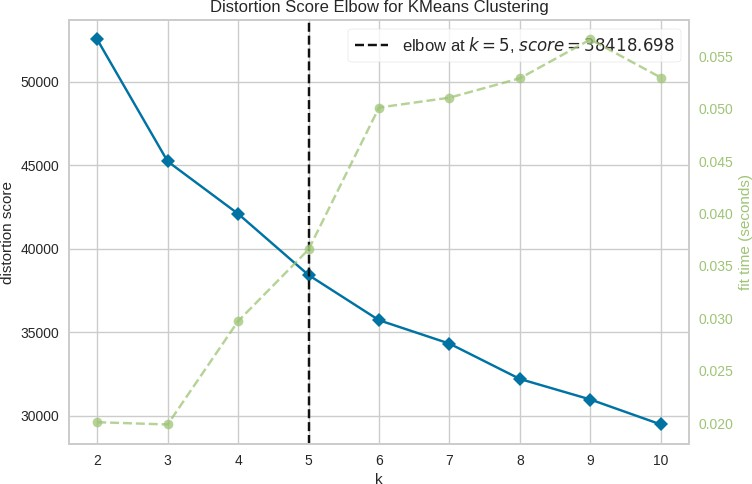 Distortion Score Elbow for KMeans Clustering
elbow at k = 5, score = 38418.698
distortion score
50000
45000
40000
35000
30000
0.055
0.050
0.045
0.040
0.035
0.030
0.025
0.020
fit time (seconds)
2 3 4 5 6 7 8 9 10
k